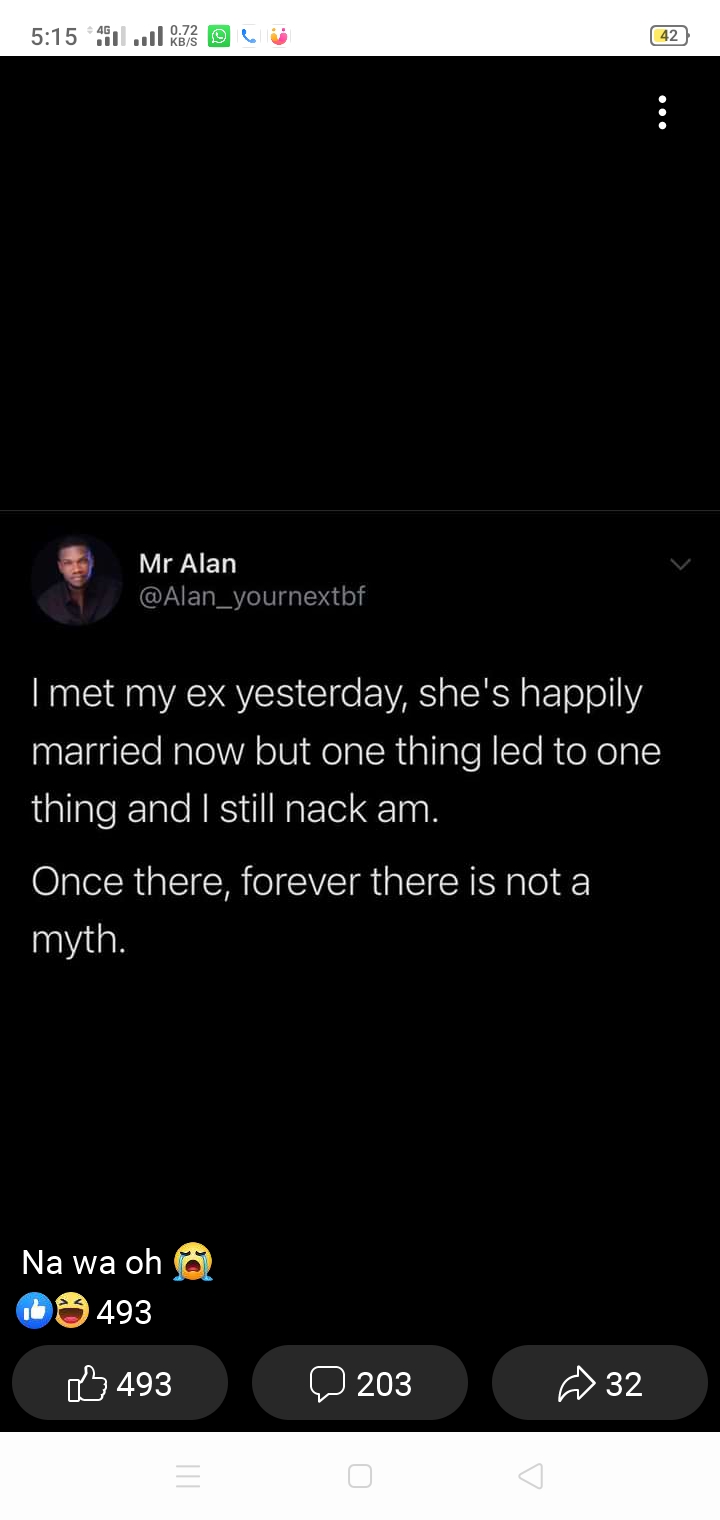 5:15 4G 0.72 KB/S 42
Mr Alan
@Alan_yournextbf
I met my ex yesterday, she's happily
married now but one thing led to one
thing and I still nack am.
Once there, forever there is not a
myth.
Na wa oh 😭
493
493 203 32